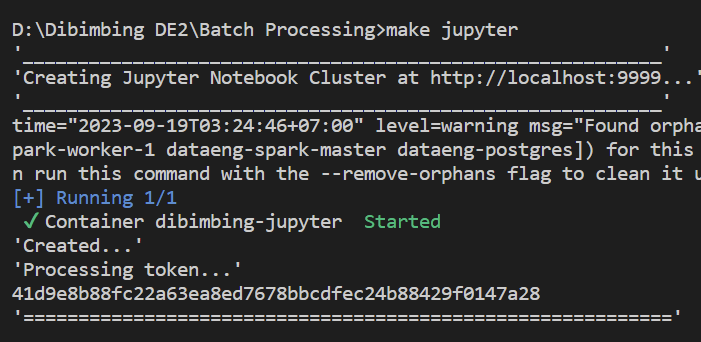 D:\Dibimbing DE2\Batch Processing>make jupyter
'___________________________________________________________'
'Creating Jupyter Notebook Cluster at http://localhost:9999...'
'___________________________________________________________'
time="2023-09-19T03:24:46+07:00" level=warning msg="Found orpha
park-worker-1 dataeng-spark-master dataeng-postgres]) for this
n run this command with the --remove-orphans flag to clean it u
[+] Running 1/1
✓ Container dibimbing-jupyter  Started
'Created...'
'Processing token...'
41d9e8b88fc22a63ea8ed7678bbcdfec24b88429f0147a28
'============================================================'